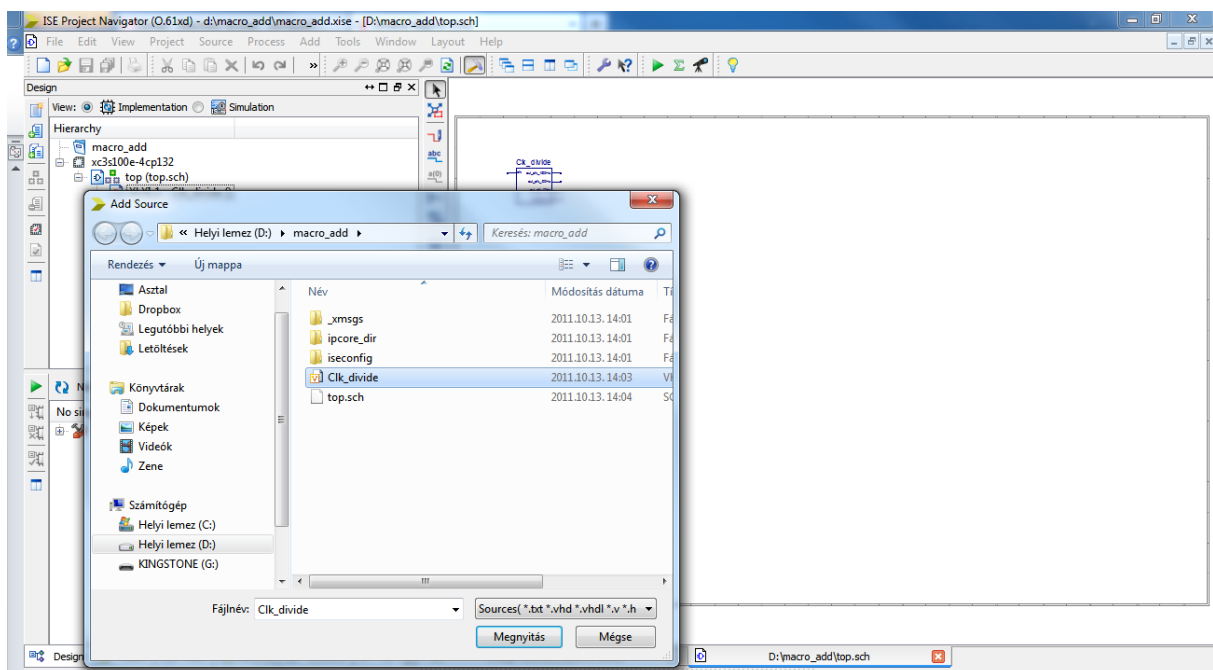 ISE Project Navigator (O.61xd) - d:\macro_add\macro_add.xise - [D:\macro_add\top.sch]
File Edit View Project Source Process Add Tools Window Layout Help
Design
View: Implementation Simulation
Hierarchy
macro_add
xc3s100e-4cp132
top (top.sch)
abc
Clk_divide
Add Source
« Helyi lemez (D:) macro_add
Keresés: macro_add
Rendezés Új mappa
Asztal
Dropbox
Legutóbbi helyek
Letöltések
Könyvtárak
Dokumentumok
Képek
Videók
Zene
Számítógép
Helyi lemez (C:)
Helyi lemez (D:)
KINGSTONE (G:)
Név Módosítás dátuma
_xmsgs 2011.10.13. 14:01
ipcore_dir 2011.10.13. 14:01
iseconfig 2011.10.13. 14:01
Clk_divide 2011.10.13. 14:03
top.sch 2011.10.13. 14:04
No si
Fájlnév: Clk_divide Sources( *.txt *.vhd *.vhdl *.v *.h
Megnyitás Mégse
Design
D:\macro_add\top.sch